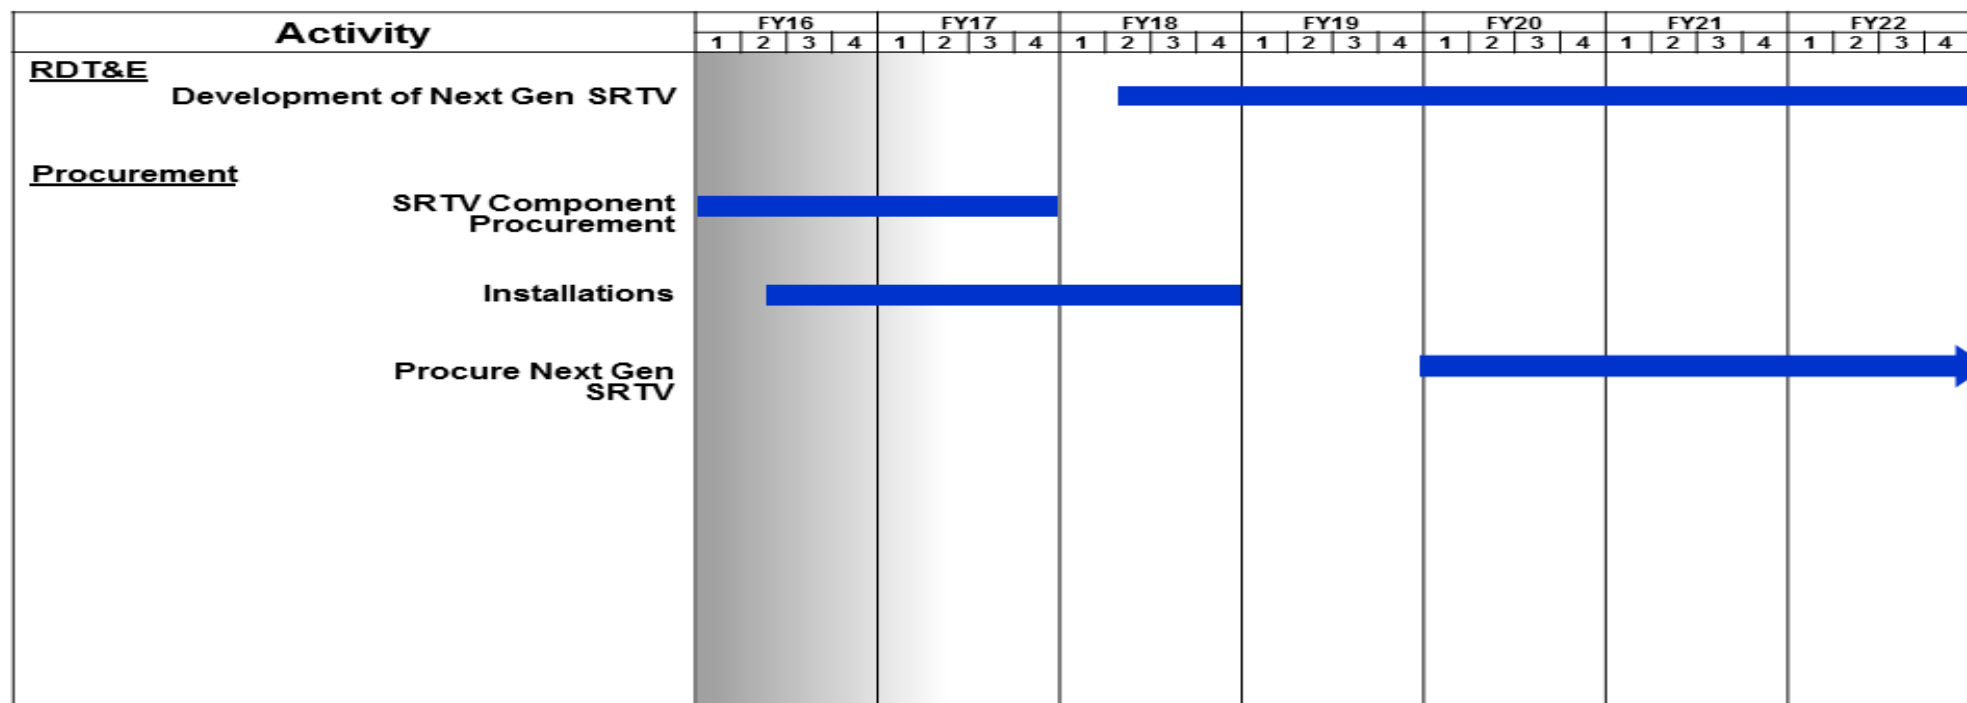 Activity
FY16 FY17 FY18 FY19 FY20 FY21 FY22
1 2 3 4 1 2 3 4 1 2 3 4 1 2 3 4 1 2 3 4 1 2 3 4 1 2 3 4
RDT&E
Development of Next Gen SRTV
Procurement
SRTV Component
Procurement
Installations
Procure Next Gen
SRTV